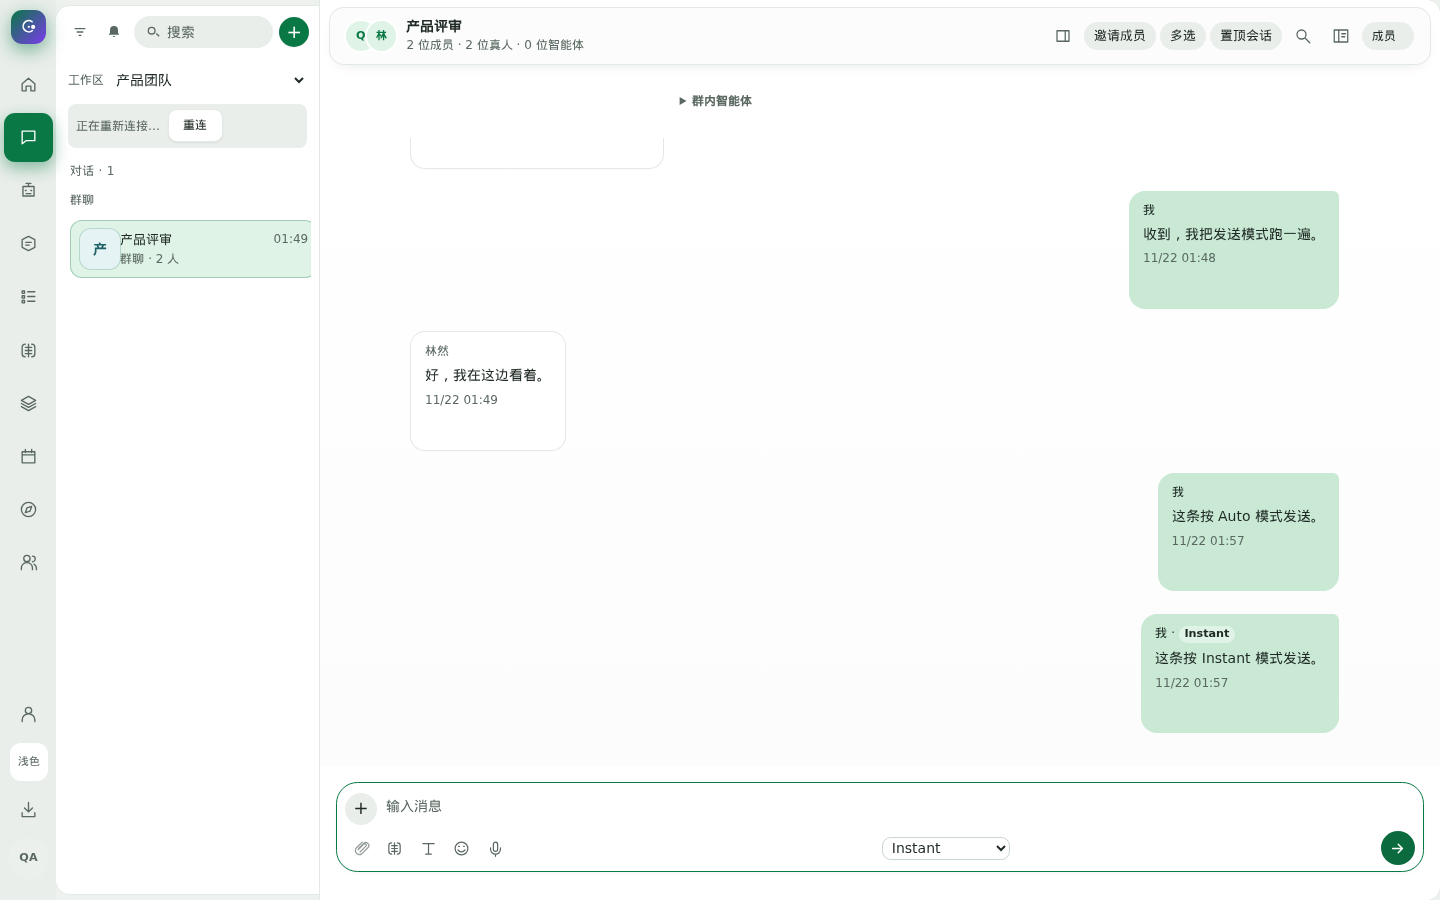 搜索
工作区 产品团队
正在重新连接... 重连
对话 · 1
群聊
产 产品评审 01:49
群聊 · 2 人
浅色
QA
Q 林 产品评审
2 位成员 · 2 位真人 · 0 位智能体
邀请成员 多选 置顶会话 成员
群内智能体
我
收到，我把发送模式跑一遍。
11/22 01:48
林然
好，我在这边看着。
11/22 01:49
我
这条按 Auto 模式发送。
11/22 01:57
我 · Instant
这条按 Instant 模式发送。
11/22 01:57
输入消息
Instant